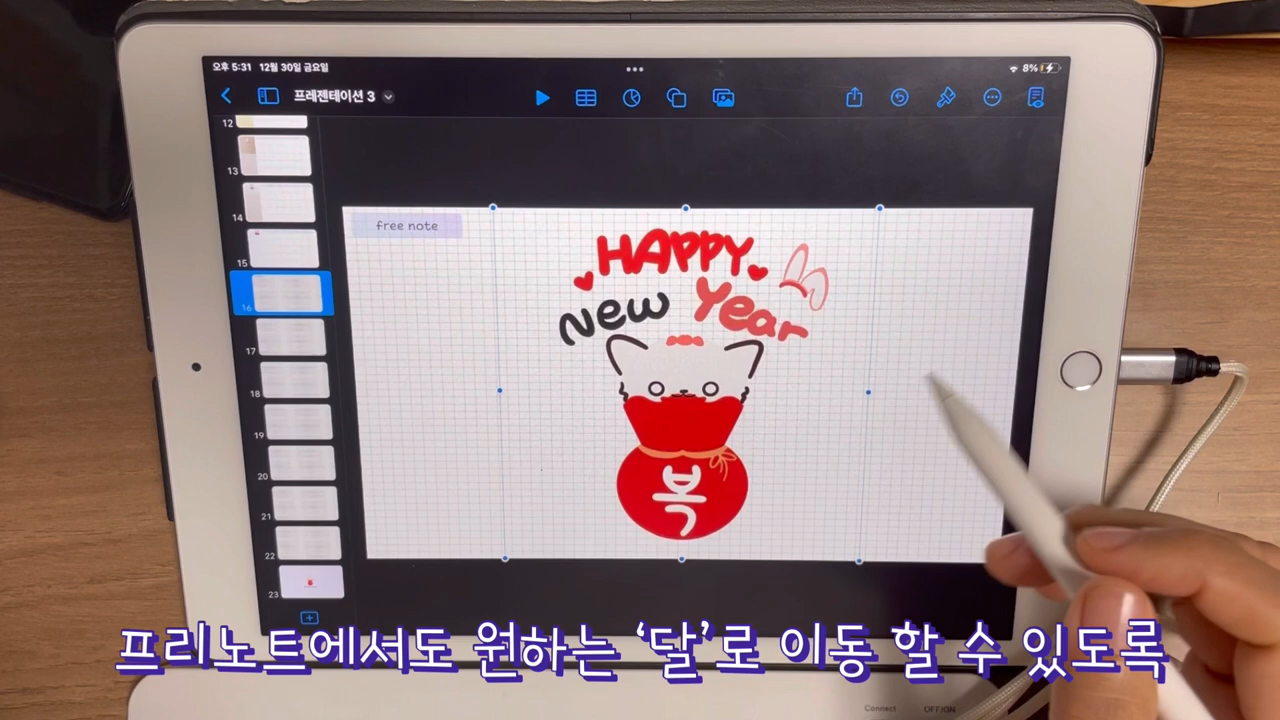 오후 5:31 12월 30일 금요일
8%
프레젠테이션 3
12
13
14
15
16
17
18
19
20
21
22
23
free note
HAPPY
New Year
복
프리노트에서도 원하는 ‘달’로 이동 할 수 있도록
Connect
OFF/ON